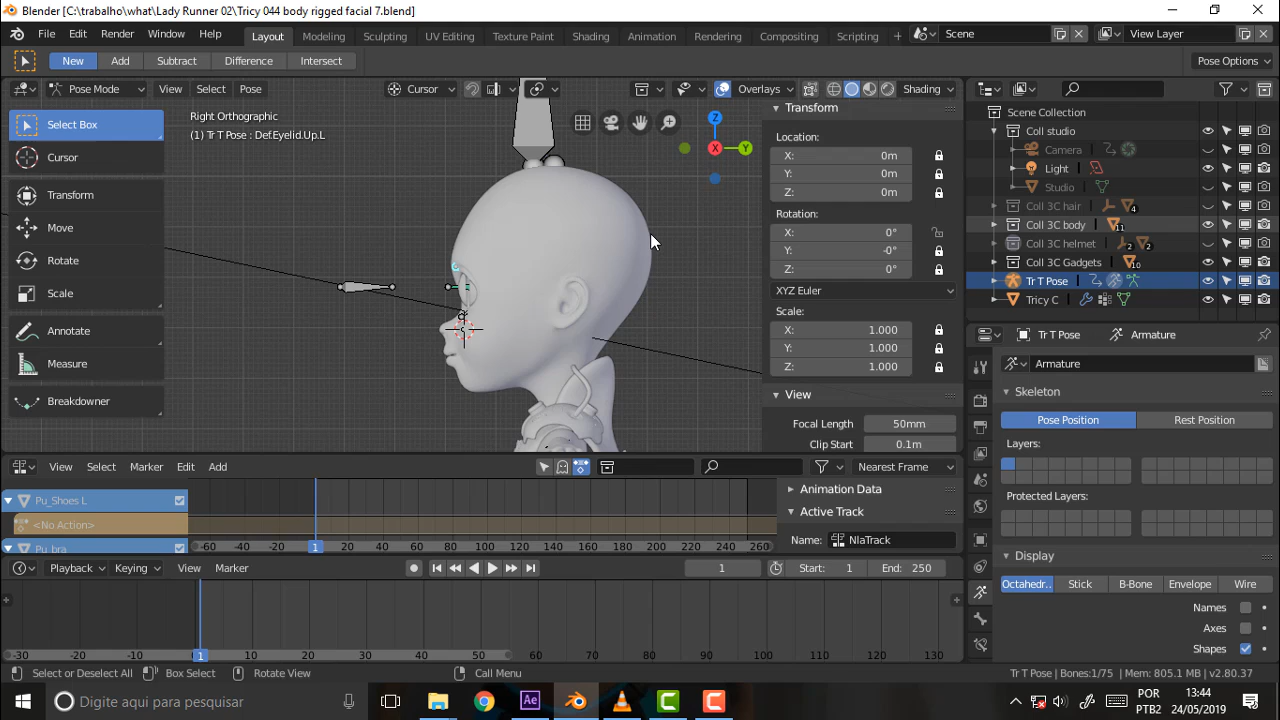 Blender [C:\trabalho\what\Lady Runner 02\Tricy 044 body rigged facial 7.blend]
File Edit Render Window Help Layout Modeling Sculpting UV Editing Texture Paint Shading Animation Rendering Compositing Scripting + Scene View Layer
New Add Subtract Difference Intersect Pose Options
Pose Mode View Select Pose Cursor Overlays Shading
Right Orthographic
(1) Tr T Pose : Def.Eyelid.Up.L
Select Box
Cursor
Transform
Move
Rotate
Scale
Annotate
Measure
Breakdowner
Z
X
Y
Transform
Location:
X: 0m
Y: 0m
Z: 0m
Rotation:
X: 0°
Y: -0°
Z: 0°
XYZ Euler
Scale:
X: 1.000
Y: 1.000
Z: 1.000
View
Focal Length 50mm
Clip Start 0.1m
Scene Collection
Coll studio
Camera
Light
Studio
Coll 3C hair 4
Coll 3C body 11
Coll 3C helmet 2 2
Coll 3C Gadgets 10
Tr T Pose
Tricy C
Tr T Pose Armature
Armature
Skeleton
Pose Position Rest Position
Layers:
Protected Layers:
Display
Octahedr.. Stick B-Bone Envelope Wire
Names
Axes
Shapes
View Select Marker Edit Add Nearest Frame
Pu_Shoes L
<No Action>
Pu_bra
-60 -40 -20 1 20 40 60 80 100 120 140 160 180 200 220 240 260
Animation Data
Active Track
Name: NlaTrack
Playback Keying View Marker 1 Start: 1 End: 250
-30 -20 -10 1 10 20 30 40 50 60 70 80 90 100 110 120 130
Select or Deselect All Box Select Rotate View Call Menu Tr T Pose | Bones:1/75 | Mem: 805.1 MB | v2.80.37
Digite aqui para pesquisar
Ae
POR
PTB2
13:44
24/05/2019